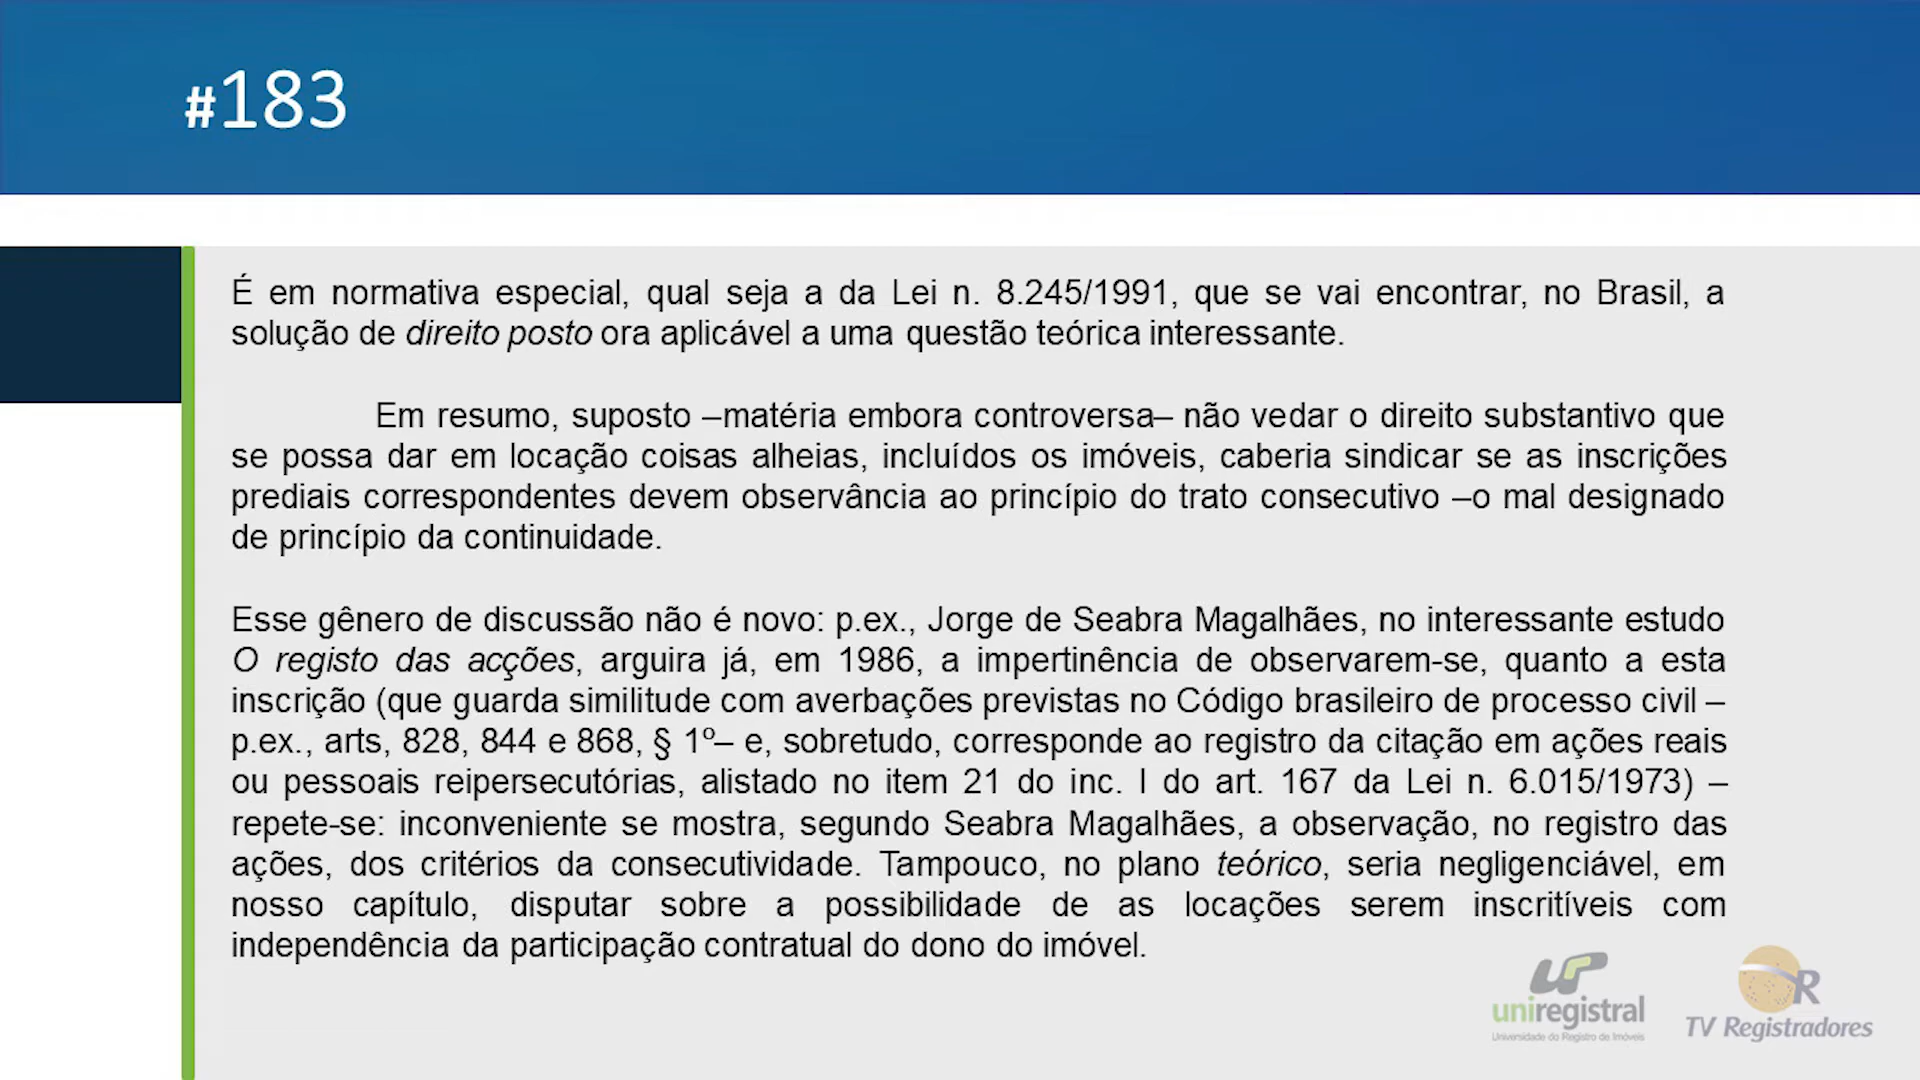 #183
É em normativa especial, qual seja a da Lei n. 8.245/1991, que se vai encontrar, no Brasil, a
solução de direito posto ora aplicável a uma questão teórica interessante.
Em resumo, suposto –matéria embora controversa– não vedar o direito substantivo que
se possa dar em locação coisas alheias, incluídos os imóveis, caberia sindicar se as inscrições
prediais correspondentes devem observância ao princípio do trato consecutivo –o mal designado
de princípio da continuidade.
Esse gênero de discussão não é novo: p.ex., Jorge de Seabra Magalhães, no interessante estudo
O registo das acções, arguira já, em 1986, a impertinência de observarem-se, quanto a esta
inscrição (que guarda similitude com averbações previstas no Código brasileiro de processo civil –
p.ex., arts, 828, 844 e 868, § 1º– e, sobretudo, corresponde ao registro da citação em ações reais
ou pessoais reipersecutórias, alistado no item 21 do inc. I do art. 167 da Lei n. 6.015/1973) –
repete-se: inconveniente se mostra, segundo Seabra Magalhães, a observação, no registro das
ações, dos critérios da consecutividade. Tampouco, no plano teórico, seria negligenciável, em
nosso capítulo, disputar sobre a possibilidade de as locações serem inscritíveis com
independência da participação contratual do dono do imóvel.
uniregistral
Universidade do Registro de Imóveis
R
TV Registradores